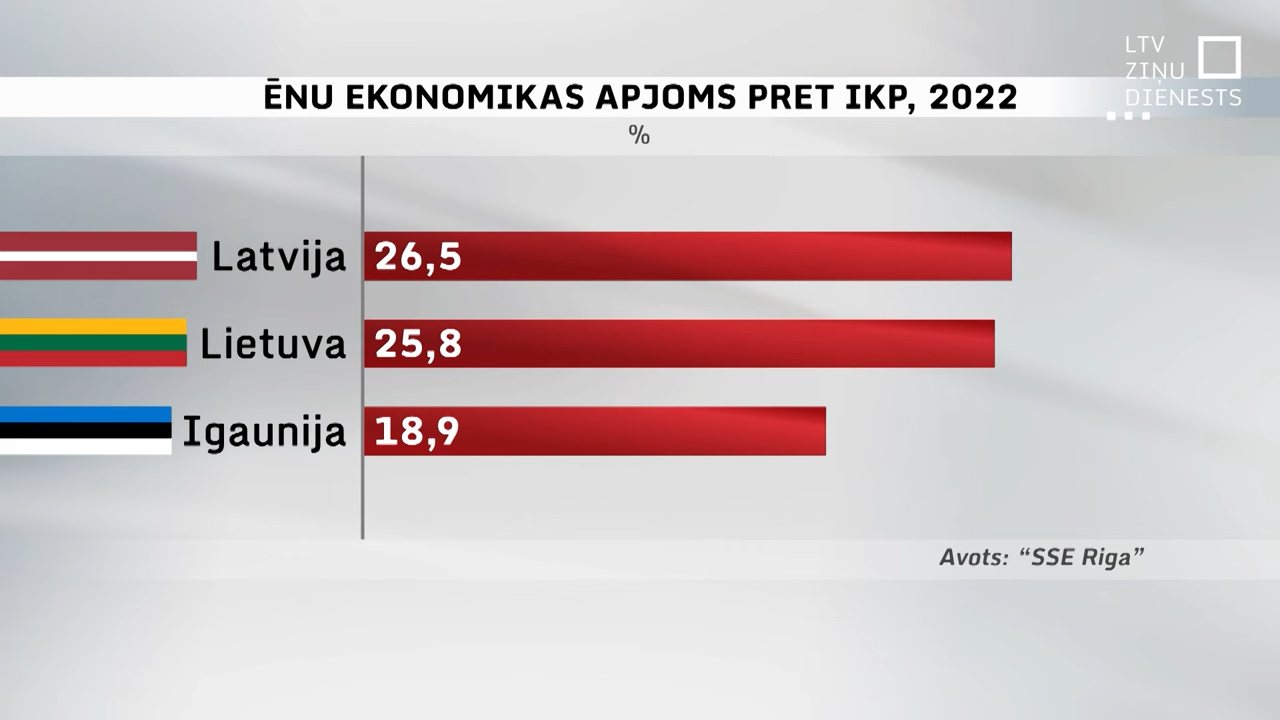 LTV
ZIŅU
DIENESTS
ĒNU EKONOMIKAS APJOMS PRET IKP, 2022
%
Latvija 26,5
Lietuva 25,8
Igaunija 18,9
Avots: “SSE Riga”